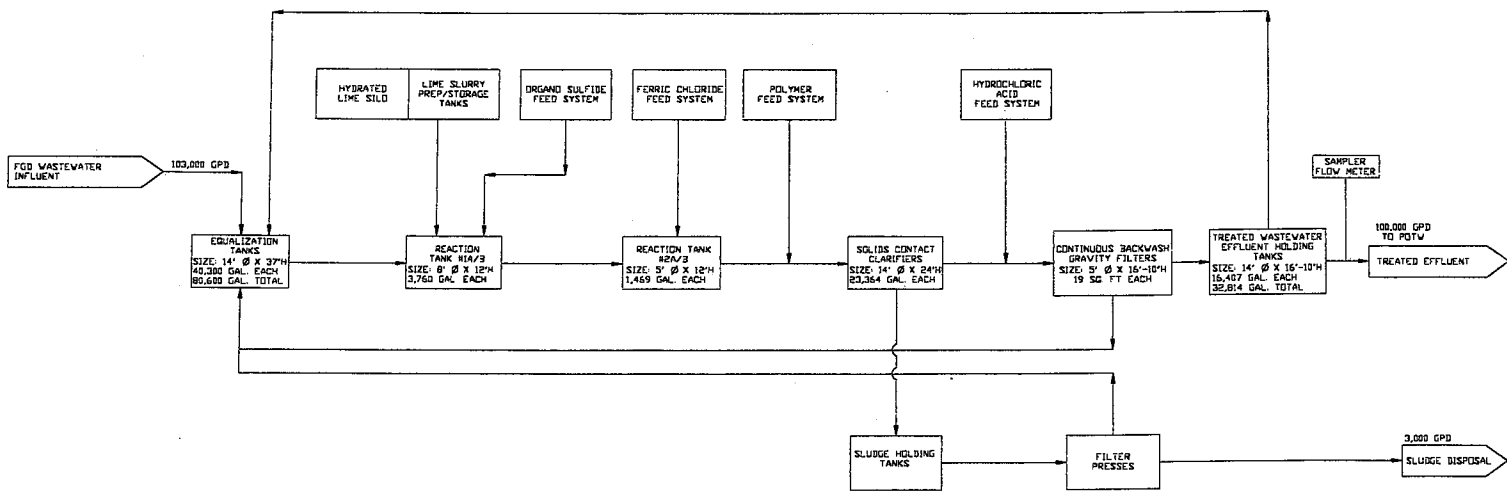 HYDRATED
LIME SILO
LIME SLURRY
PREP/STORAGE
TANKS
ORGANO SULFIDE
FEED SYSTEM
FERRIC CHLORIDE
FEED SYSTEM
POLYMER
FEED SYSTEM
HYDROCHLORIC
ACID
FEED SYSTEM
FGD WASTEWATER
INFLUENT
103,000 GPD
SAMPLER
FLOW METER
EQUALIZATION
TANKS
SIZE: 14' Ø X 37'H
40,300 GAL. EACH
80,600 GAL. TOTAL
REACTION
TANK #1A/3
SIZE: 8' Ø X 12'H
3,760 GAL. EACH
REACTION TANK
#2A/3
SIZE: 5' Ø X 12'H
1,469 GAL. EACH
SOLIDS CONTACT
CLARIFIERS
SIZE: 14' Ø X 24'H
23,364 GAL. EACH
CONTINUOUS BACKWASH
GRAVITY FILTERS
SIZE: 5' Ø X 16'-10"H
19 SQ. FT EACH
TREATED WASTEWATER
EFFLUENT HOLDING
TANKS
SIZE: 14' Ø X 16'-10"H
16,407 GAL. EACH
32,814 GAL. TOTAL
100,000 GPD
TO POTW
TREATED EFFLUENT
SLUDGE HOLDING
TANKS
FILTER
PRESSES
3,000 GPD
SLUDGE DISPOSAL